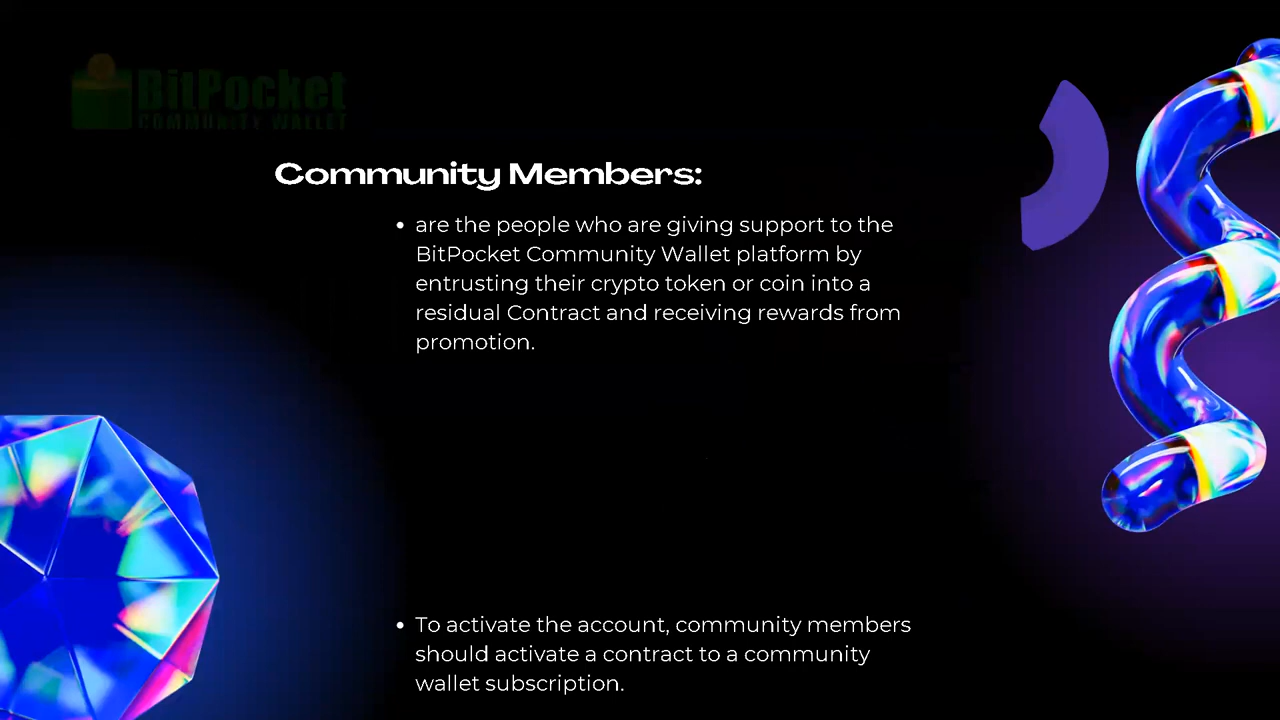 BitPocket
COMMUNITY WALLET
Community Members:
• are the people who are giving support to the
BitPocket Community Wallet platform by
entrusting their crypto token or coin into a
residual Contract and receiving rewards from
promotion.
• To activate the account, community members
should activate a contract to a community
wallet subscription.